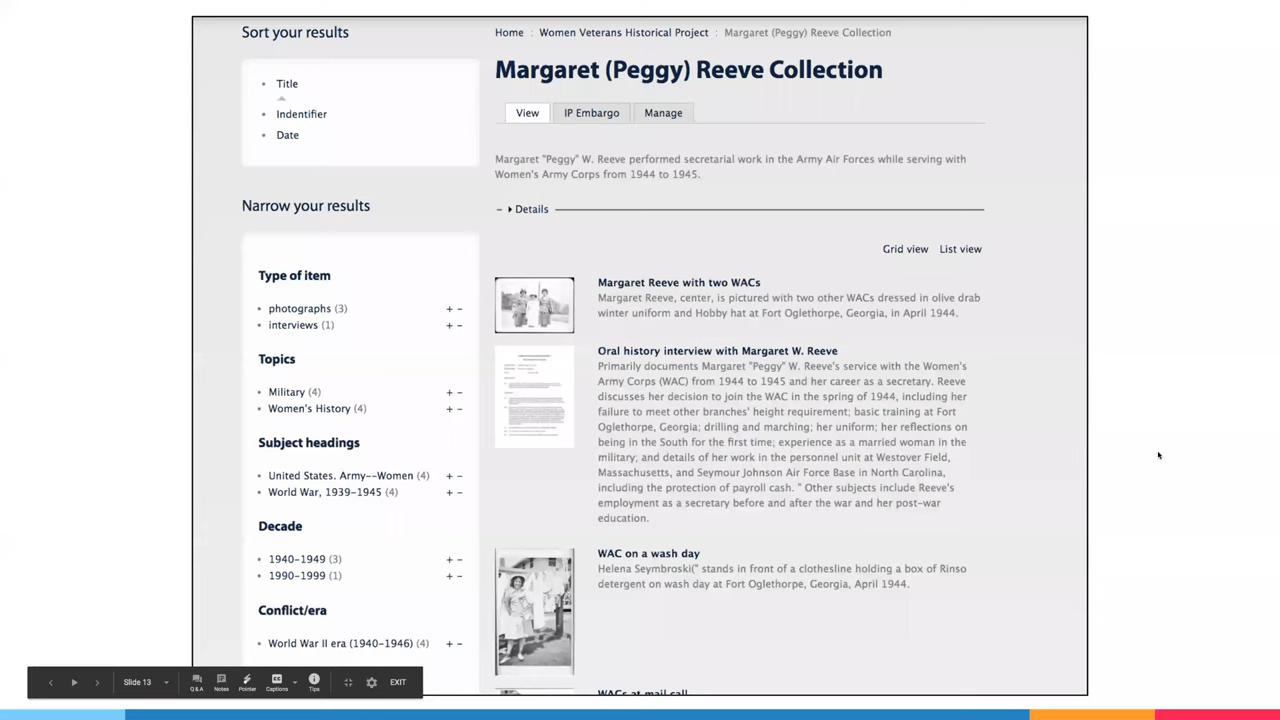 Sort your results
Title
Indentifier
Date
Narrow your results
Type of item
photographs (3) + -
interviews (1) + -
Topics
Military (4) + -
Women's History (4) + -
Subject headings
United States. Army--Women (4) + -
World War, 1939-1945 (4) + -
Decade
1940-1949 (3) + -
1990-1999 (1) + -
Conflict/era
World War II era (1940-1946) (4) + -
Home : Women Veterans Historical Project : Margaret (Peggy) Reeve Collection
Margaret (Peggy) Reeve Collection
View IP Embargo Manage
Margaret "Peggy" W. Reeve performed secretarial work in the Army Air Forces while serving with
Women's Army Corps from 1944 to 1945.
Details
Grid view List view
Margaret Reeve with two WACs
Margaret Reeve, center, is pictured with two other WACs dressed in olive drab
winter uniform and Hobby hat at Fort Oglethorpe, Georgia, in April 1944.
Oral history interview with Margaret W. Reeve
Primarily documents Margaret "Peggy" W. Reeve's service with the Women's
Army Corps (WAC) from 1944 to 1945 and her career as a secretary. Reeve
discusses her decision to join the WAC in the spring of 1944, including her
failure to meet other branches' height requirement; basic training at Fort
Oglethorpe, Georgia; drilling and marching; her uniform; her reflections on
being in the South for the first time; experience as a married woman in the
military; and details of her work in the personnel unit at Westover Field,
Massachusetts, and Seymour Johnson Air Force Base in North Carolina,
including the protection of payroll cash. " Other subjects include Reeve's
employment as a secretary before and after the war and her post-war
education.
WAC on a wash day
Helena Seymbroski(" stands in front of a clothesline holding a box of Rinso
detergent on wash day at Fort Oglethorpe, Georgia, April 1944.
WACs at mail call
Slide 13 Q&A Notes Pointer Captions Tips EXIT